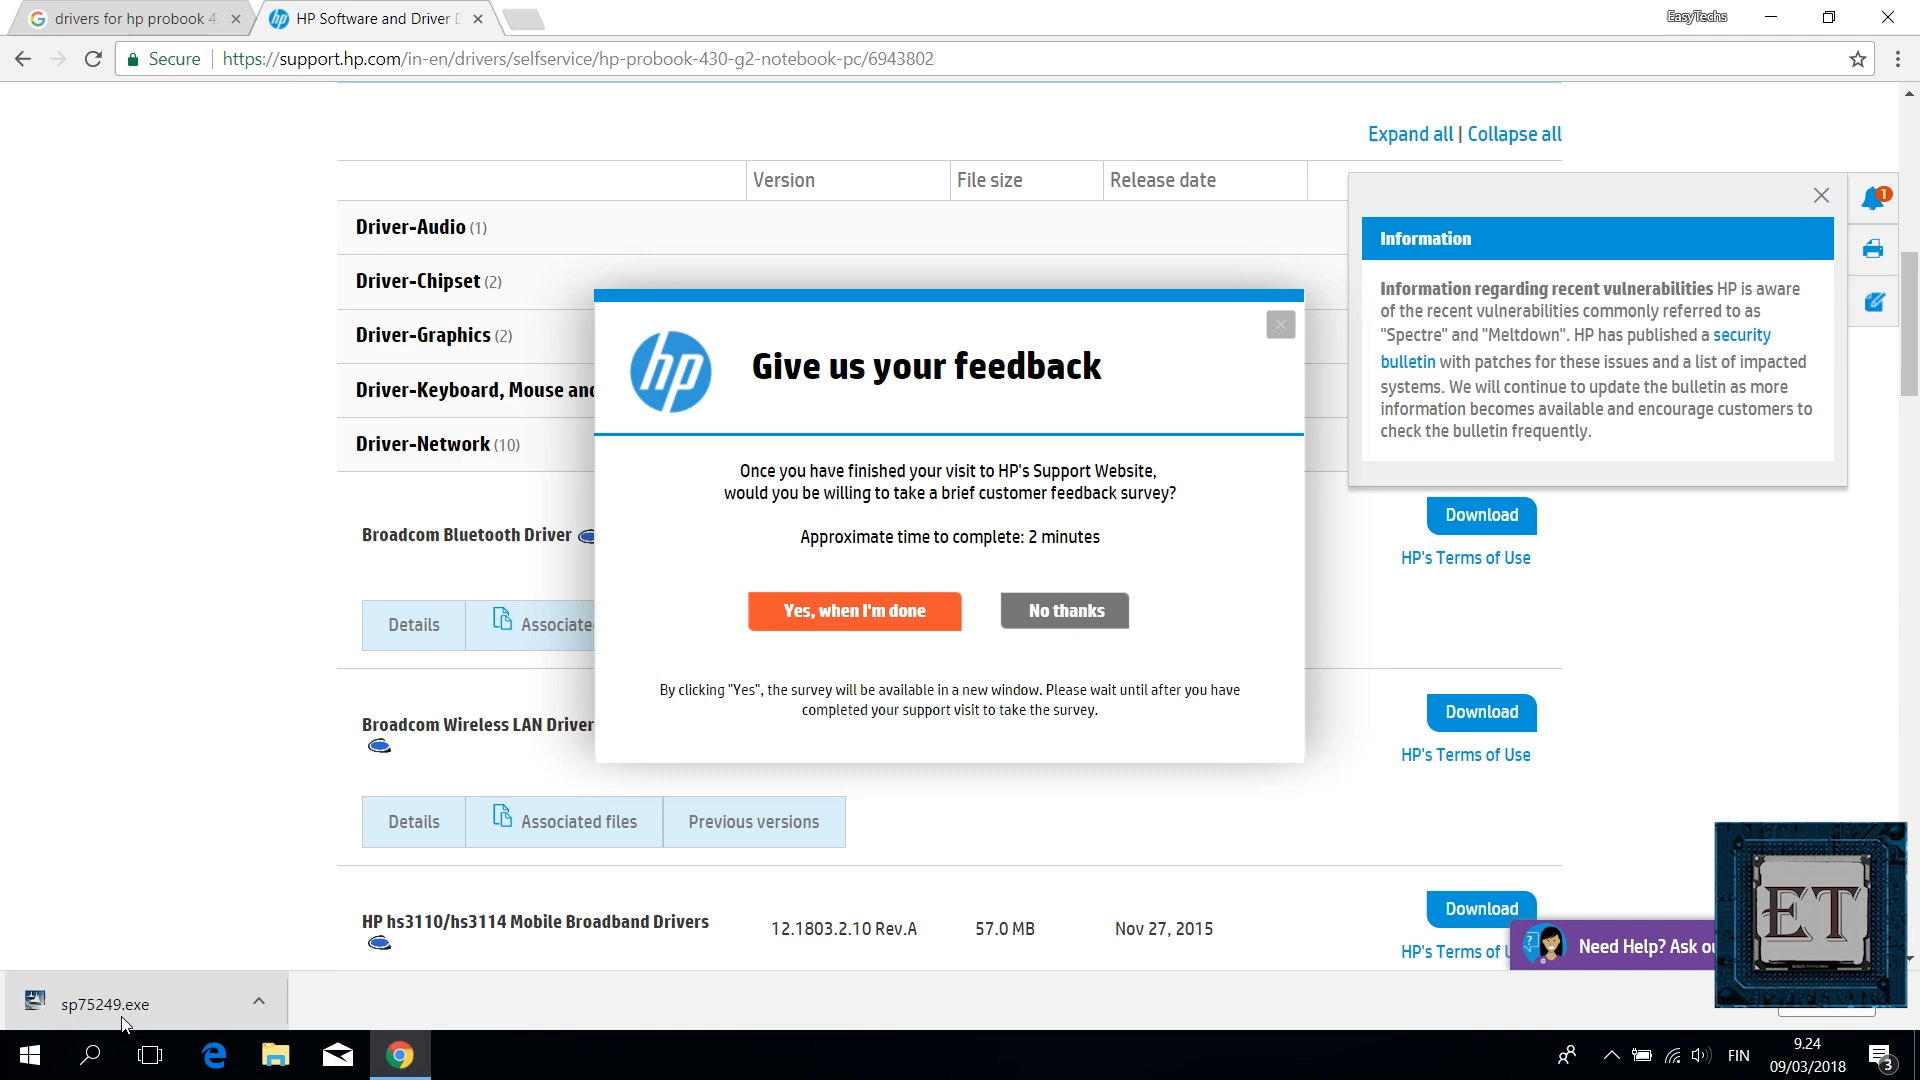 drivers for hp probook 4
HP Software and Driver D
EasyTechs
Secure
https://support.hp.com/in-en/drivers/selfservice/hp-probook-430-g2-notebook-pc/6943802
Expand all | Collapse all
Version
File size
Release date
Driver-Audio (1)
Driver-Chipset (2)
Driver-Graphics (2)
Driver-Keyboard, Mouse and
Driver-Network (10)
1
Information
Information regarding recent vulnerabilities HP is aware
of the recent vulnerabilities commonly referred to as
"Spectre" and "Meltdown". HP has published a security
bulletin with patches for these issues and a list of impacted
systems. We will continue to update the bulletin as more
information becomes available and encourage customers to
check the bulletin frequently.
hp
Give us your feedback
Once you have finished your visit to HP's Support Website,
would you be willing to take a brief customer feedback survey?
Approximate time to complete: 2 minutes
Yes, when I'm done
No thanks
By clicking "Yes", the survey will be available in a new window. Please wait until after you have
completed your support visit to take the survey.
Broadcom Bluetooth Driver
Download
HP's Terms of Use
Details
Associate
Broadcom Wireless LAN Driver
Download
HP's Terms of Use
Details
Associated files
Previous versions
HP hs3110/hs3114 Mobile Broadband Drivers
12.1803.2.10 Rev.A
57.0 MB
Nov 27, 2015
Download
HP's Terms of
Need Help? Ask
ET
sp75249.exe
FIN
9.24
09/03/2018
3